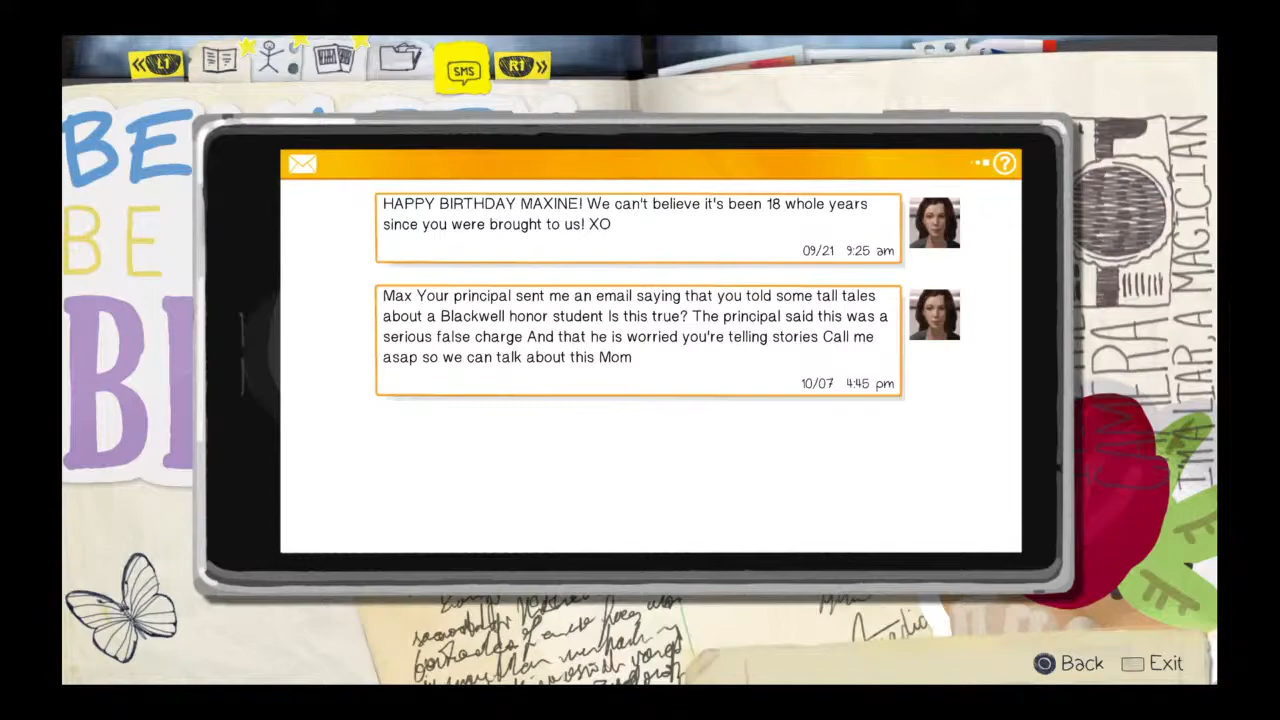 L1
SMS
R1
BE
BE
HAPPY BIRTHDAY MAXINE! We can't believe it's been 18 whole years
since you were brought to us! XO
09/21 9:25 am
Max Your principal sent me an email saying that you told some tall tales
about a Blackwell honor student Is this true? The principal said this was a
serious false charge And that he is worried you're telling stories Call me
asap so we can talk about this Mom
10/07 4:45 pm
?
CAMERA
LIAR, A MAGICIAN
Back
Exit